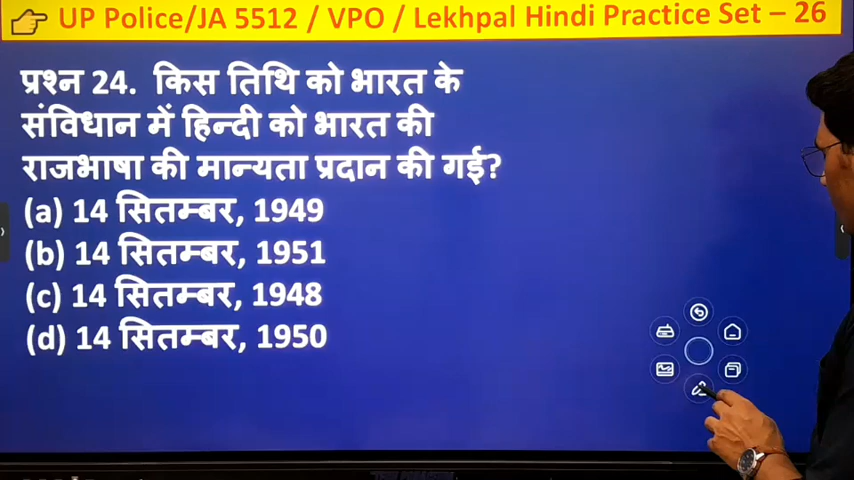 UP Police/JA 5512 / VPO / Lekhpal Hindi Practice Set – 26
प्रश्न 24. किस तिथि को भारत के
संविधान में हिन्दी को भारत की
राजभाषा की मान्यता प्रदान की गई?
(a) 14 सितम्बर, 1949
(b) 14 सितम्बर, 1951
(c) 14 सितम्बर, 1948
(d) 14 सितम्बर, 1950